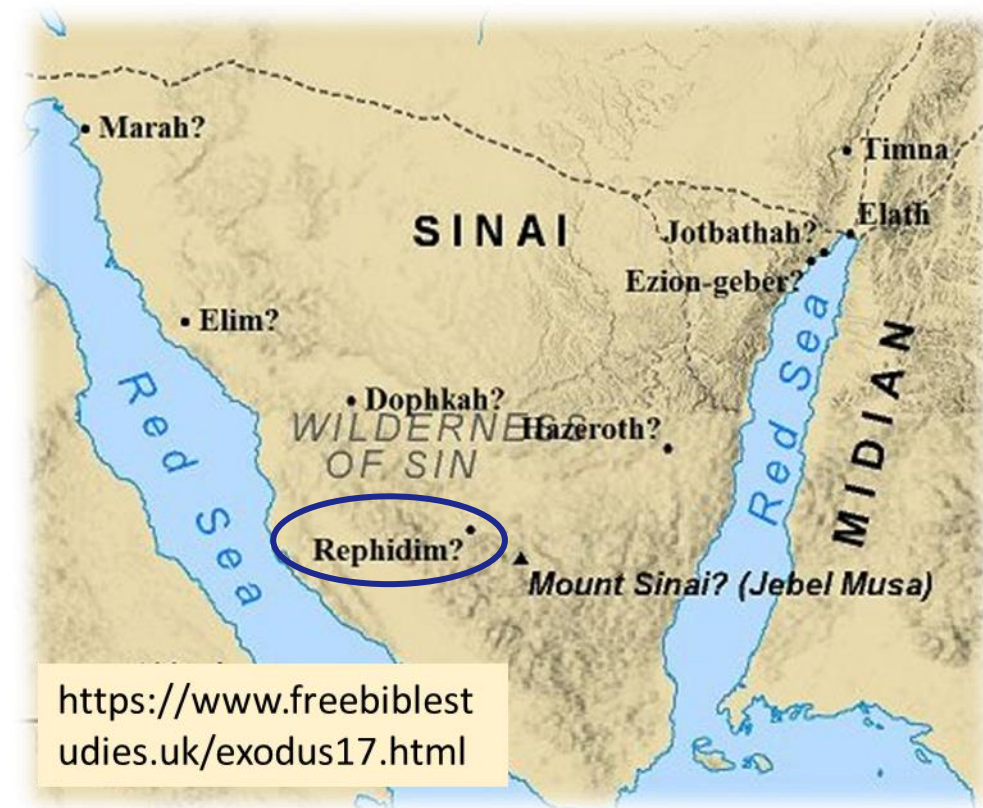 Marah?
Timna
SINAI
Elath
Jotbathah?
Ezion-geber?
Elim?
Red Sea
Red Sea
MIDIAN
Dophkah?
Hazeroth?
WILDERNESS
OF SIN
Rephidim?
Mount Sinai? (Jebel Musa)
https://www.freebiblest
udies.uk/exodus17.html